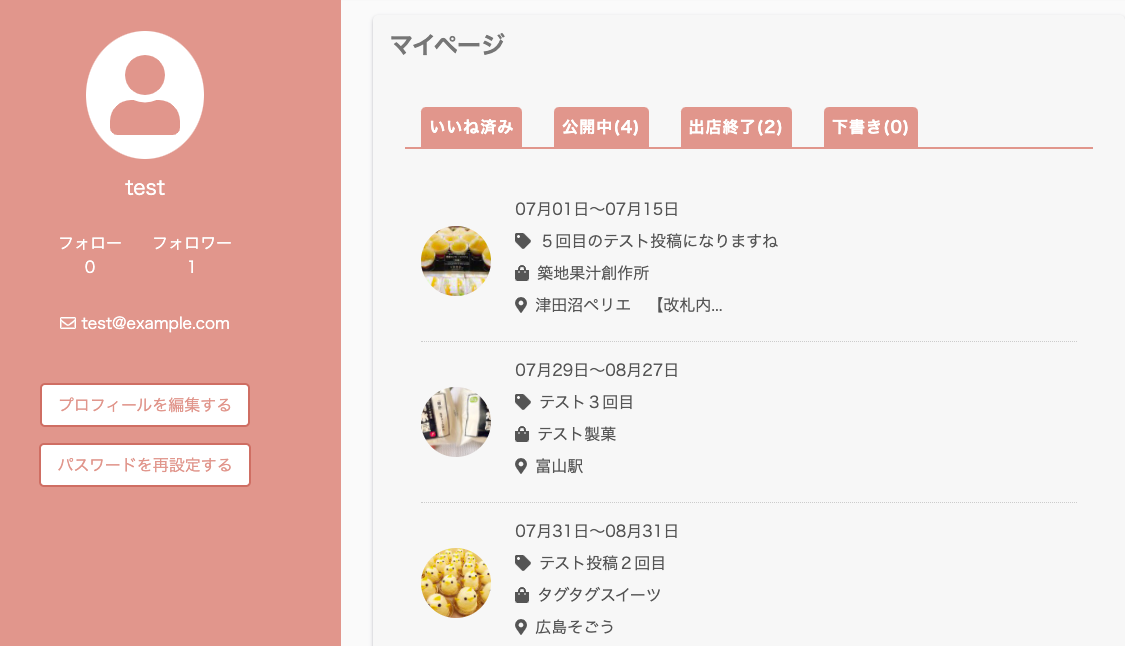 test
フォロー フォロワー
0 1
test@example.com
プロフィールを編集する
パスワードを再設定する
マイページ
いいね済み 公開中(4) 出店終了(2) 下書き(0)
07月01日〜07月15日
５回目のテスト投稿になりますね
築地果汁創作所
津田沼ペリエ　【改札内...
07月29日〜08月27日
テスト３回目
テスト製菓
富山駅
07月31日〜08月31日
テスト投稿２回目
タグタグスイーツ
広島そごう